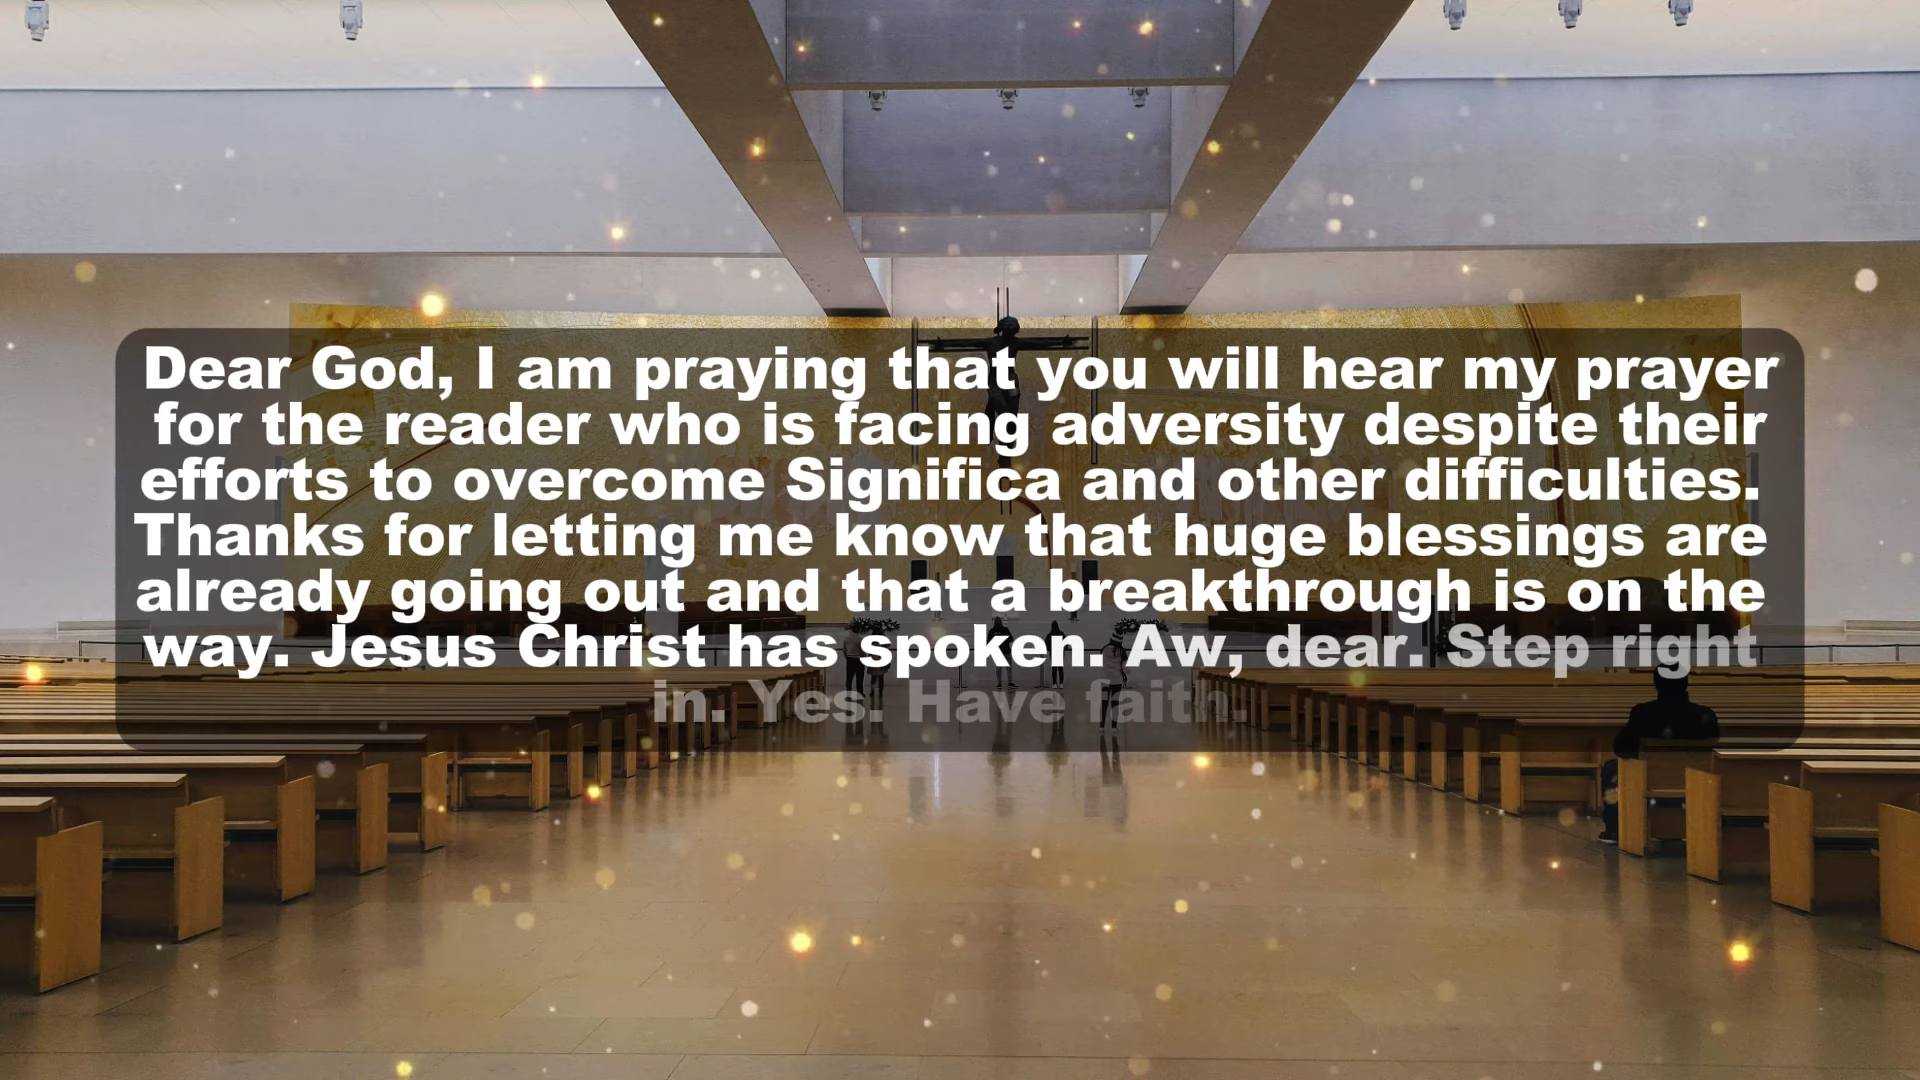 Dear God, I am praying that you will hear my prayer
for the reader who is facing adversity despite their
efforts to overcome Significa and other difficulties.
Thanks for letting me know that huge blessings are
already going out and that a breakthrough is on the
way. Jesus Christ has spoken. Aw, dear. Step right
in. Yes. Have faith.